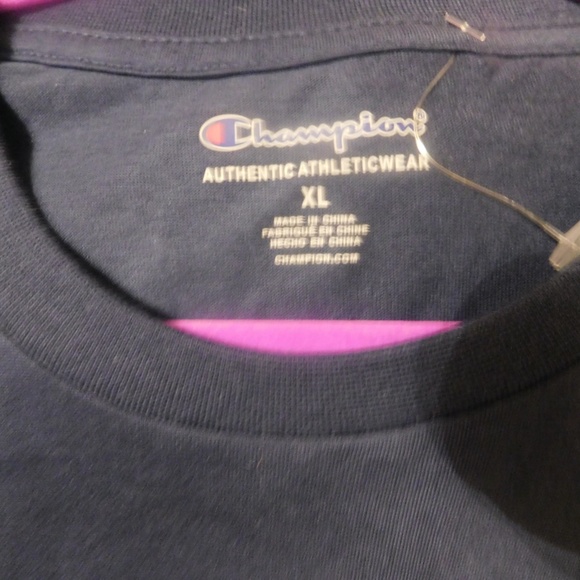 Champion
AUTHENTIC ATHLETICWEAR
XL
MADE IN CHINA
FABRIQUÉ EN CHINE
HECHO EN CHINA
CHAMPION.COM